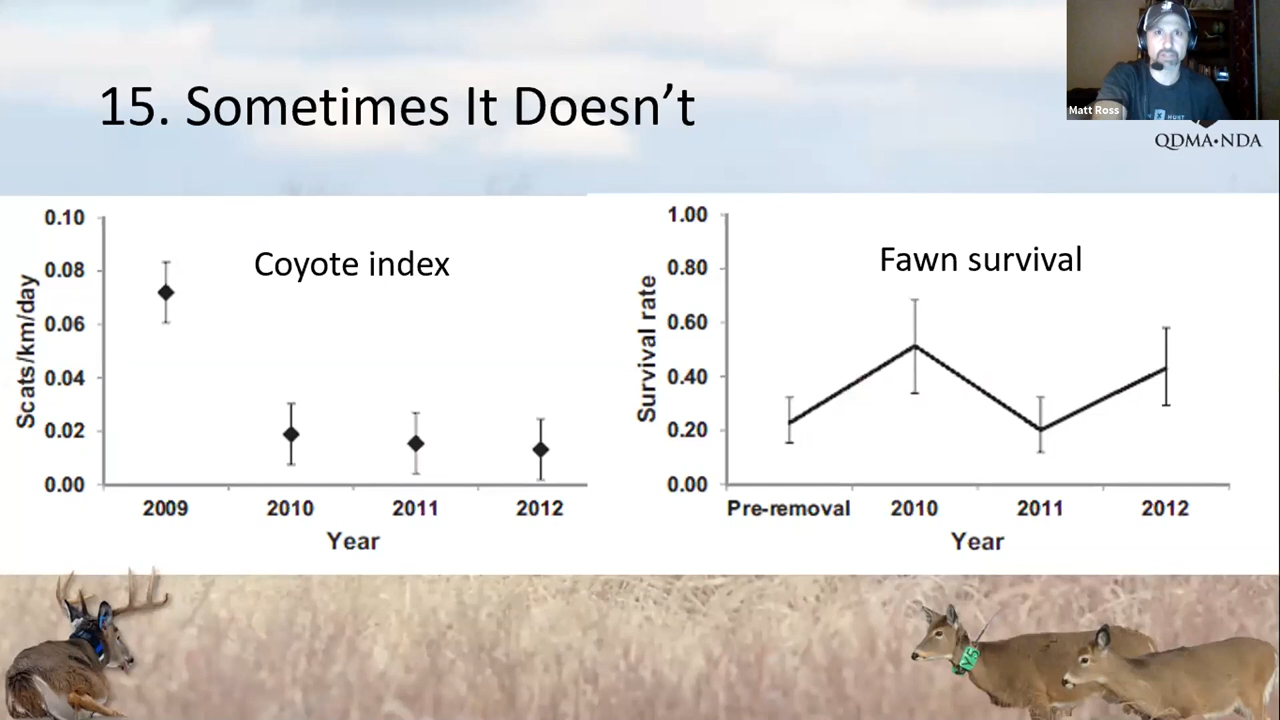 15. Sometimes It Doesn’t
Matt Ross
HUNT
QDMA•NDA
Coyote index
Scats/km/day
0.10
0.08
0.06
0.04
0.02
0.00
2009 2010 2011 2012
Year
Fawn survival
Survival rate
1.00
0.80
0.60
0.40
0.20
0.00
Pre-removal 2010 2011 2012
Year